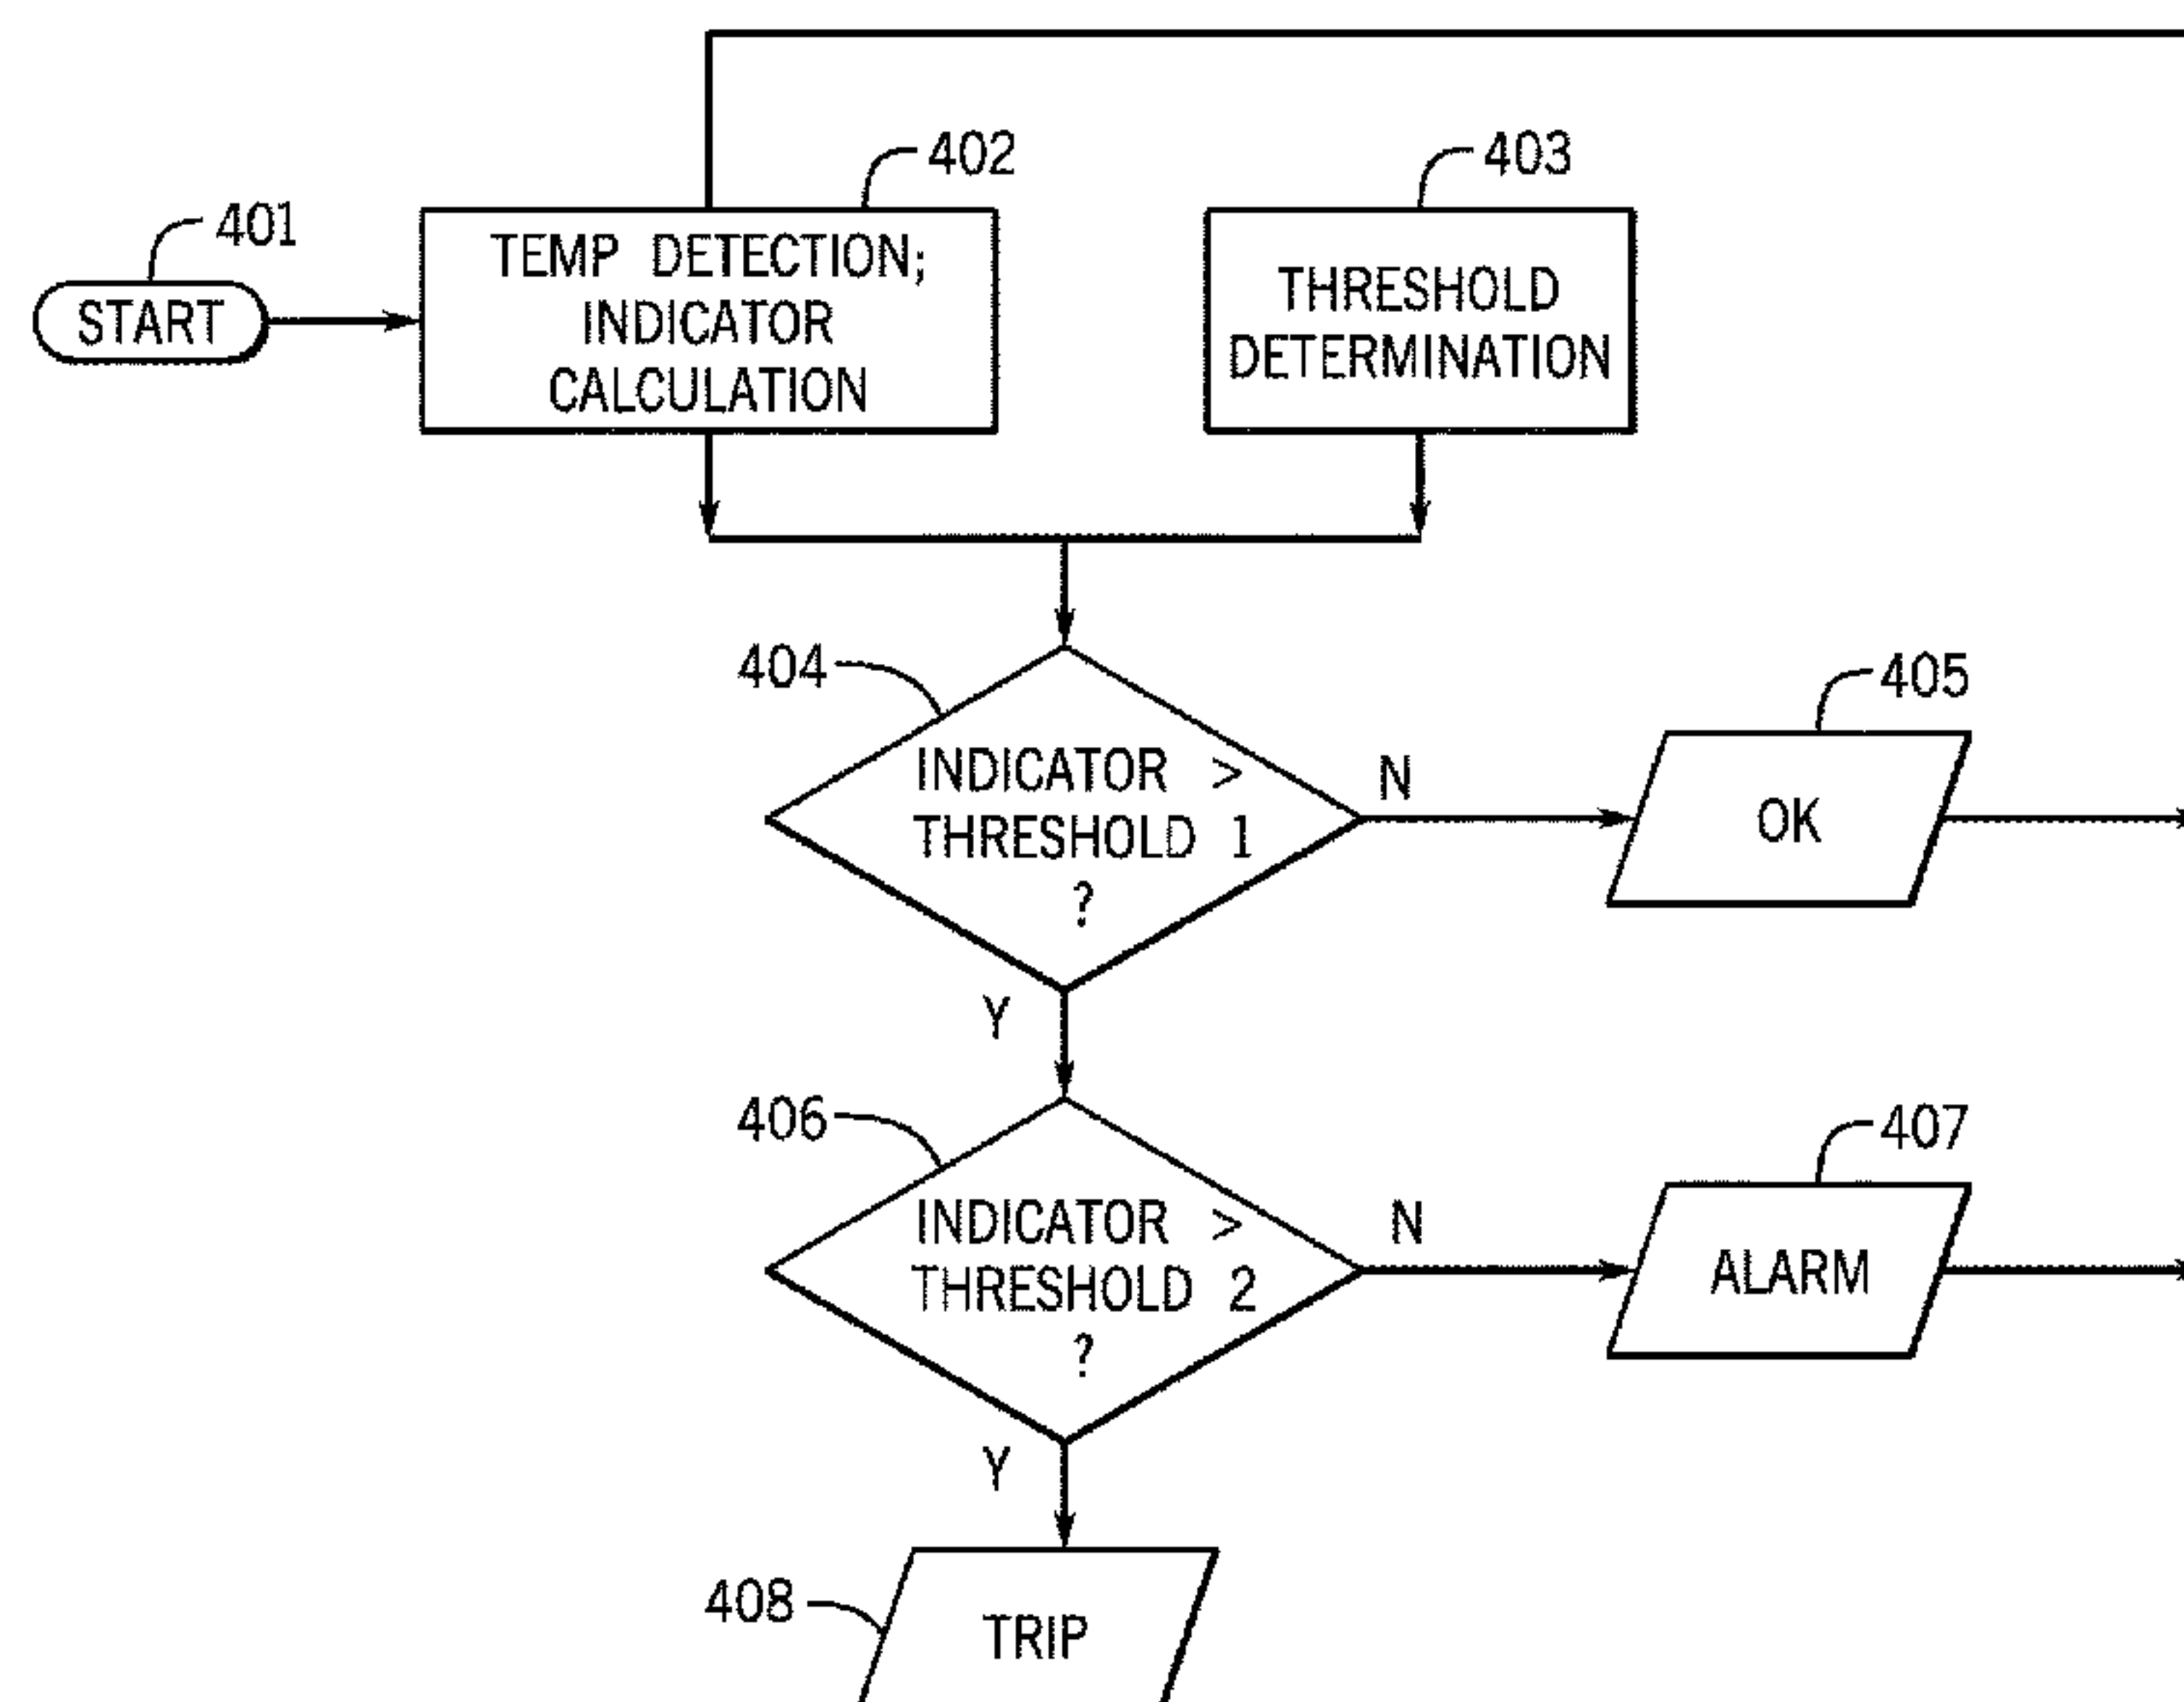 402
403
401
START
TEMP DETECTION;
INDICATOR
CALCULATION
THRESHOLD
DETERMINATION
404
405
INDICATOR >
THRESHOLD 1
?
N
OK
Y
406
407
INDICATOR >
THRESHOLD 2
?
N
ALARM
Y
408
TRIP